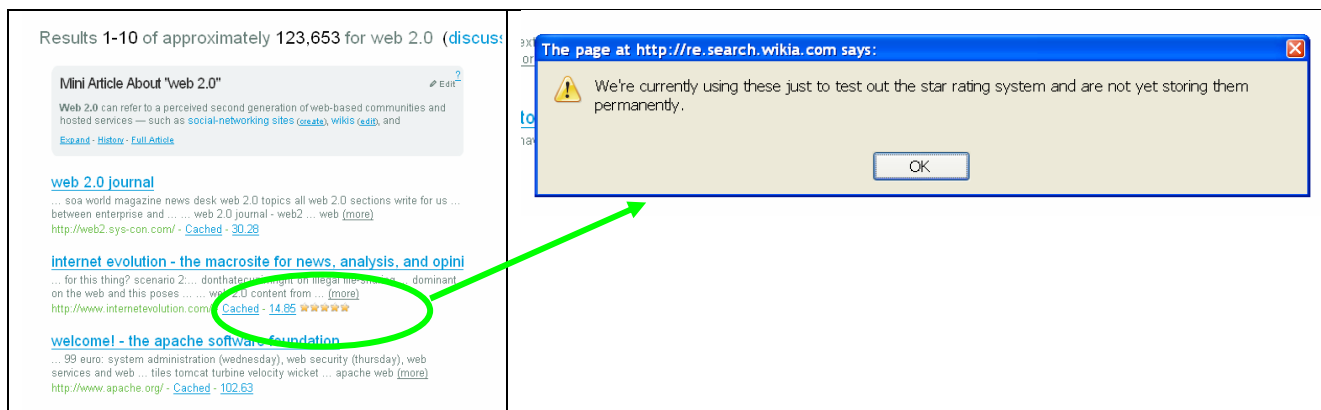 Results 1-10 of approximately 123,653 for web 2.0 (discus
Mini Article About "web 2.0"
Edit ?
Web 2.0 can refer to a perceived second generation of web-based communities and
hosted services — such as social-networking sites (create), wikis (edit), and
Expand - History - Full Article
web 2.0 journal
... soa world magazine news desk web 2.0 topics all web 2.0 sections write for us ...
between enterprise and ... ... web 2.0 journal - web2 ... web (more)
http://web2.sys-con.com/ - Cached - 30.28
internet evolution - the macrosite for news, analysis, and opini
... for this thing? scenario 2:... on illegal ... dominant
on the web and this poses ... ... web 2.0 content from ... (more)
http://www.internetevolution.com/ Cached - 14.85
welcome! - the apache software foundation
... 99 euro: system administration (wednesday), web security (thursday), web
services and web ... tiles tomcat turbine velocity wicket ... apache web (more)
http://www.apache.org/ - Cached - 102.63
The page at http://re.search.wikia.com says:
We're currently using these just to test out the star rating system and are not yet storing them
permanently.
OK